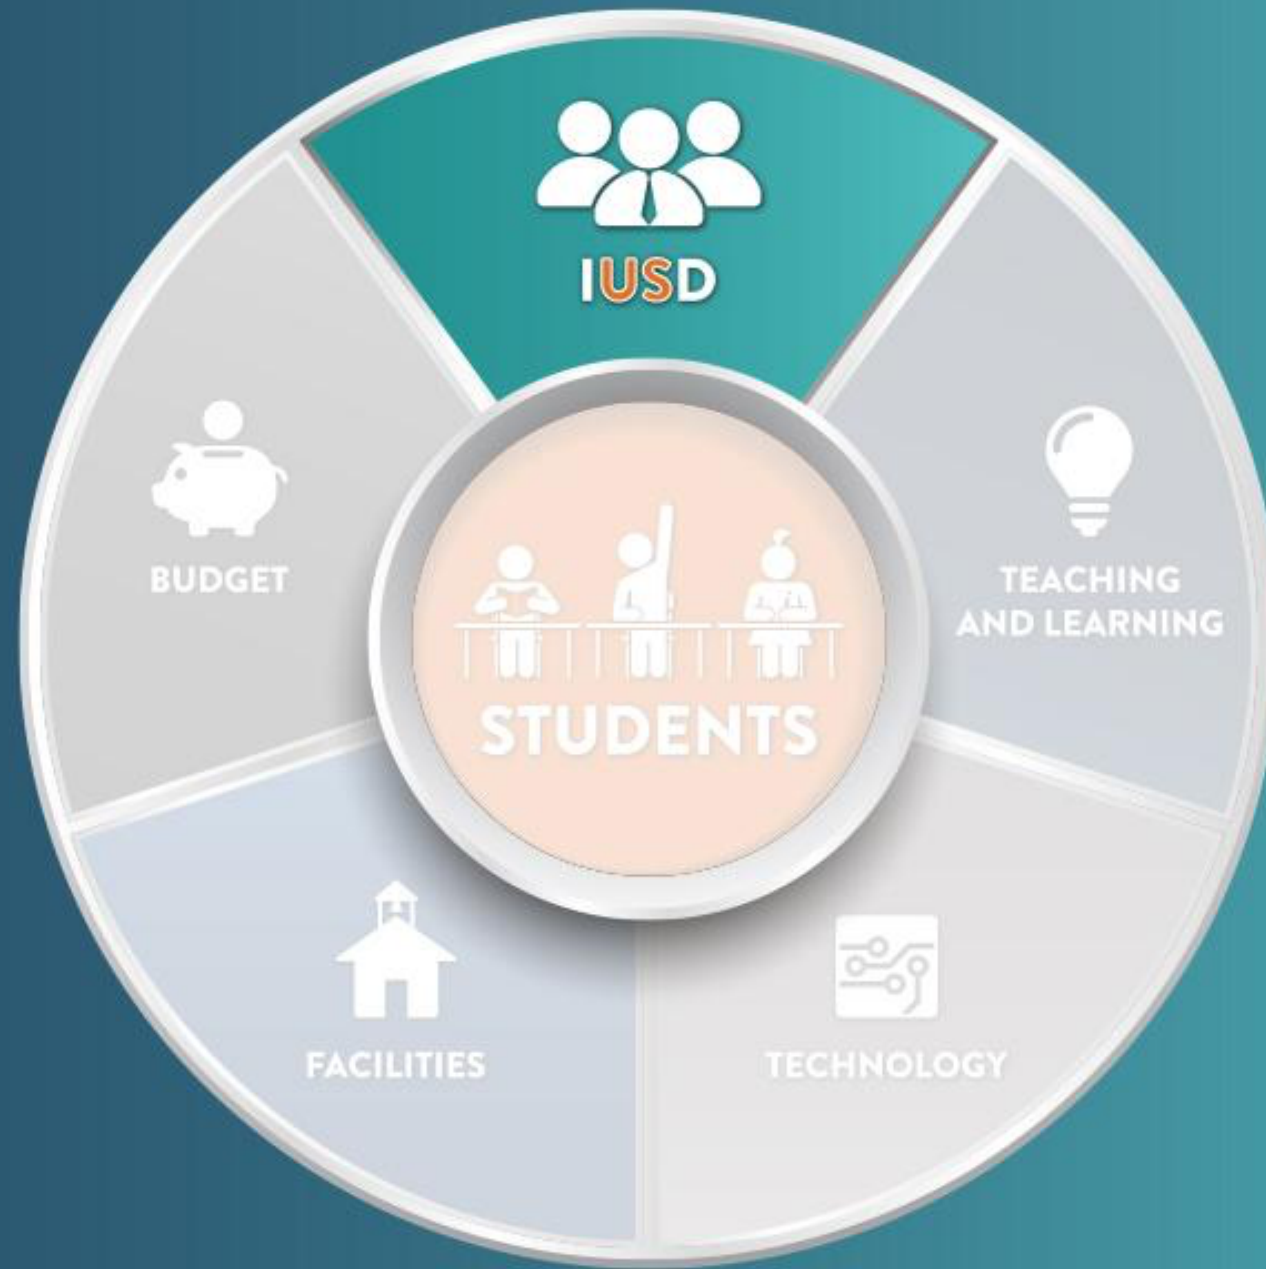 IUSD
BUDGET
TEACHING
AND LEARNING
STUDENTS
FACILITIES
TECHNOLOGY